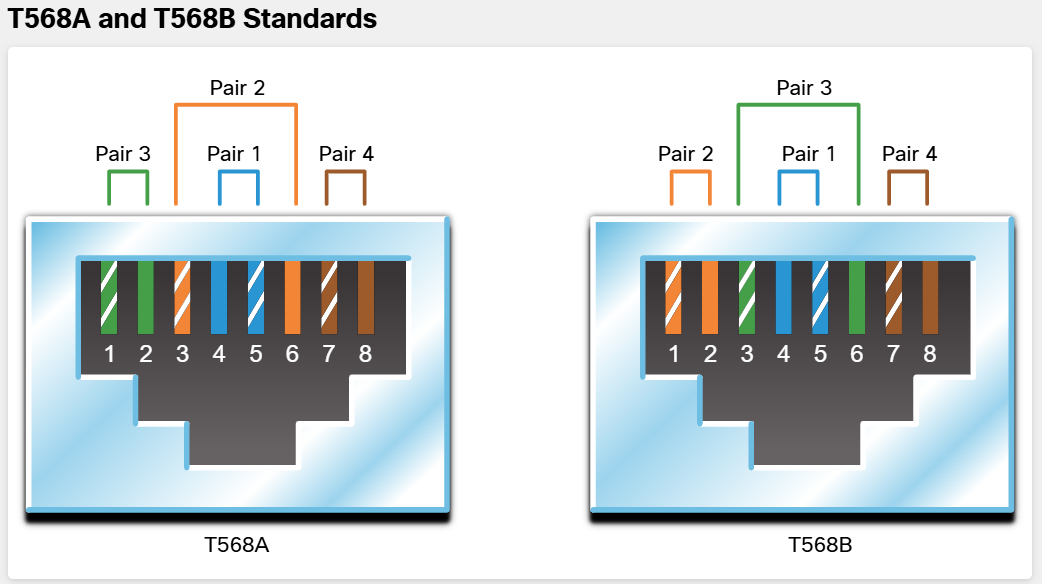 T568A and T568B Standards
Pair 2
Pair 3 Pair 1 Pair 4
1 2 3 4 5 6 7 8
T568A
Pair 3
Pair 2 Pair 1 Pair 4
1 2 3 4 5 6 7 8
T568B